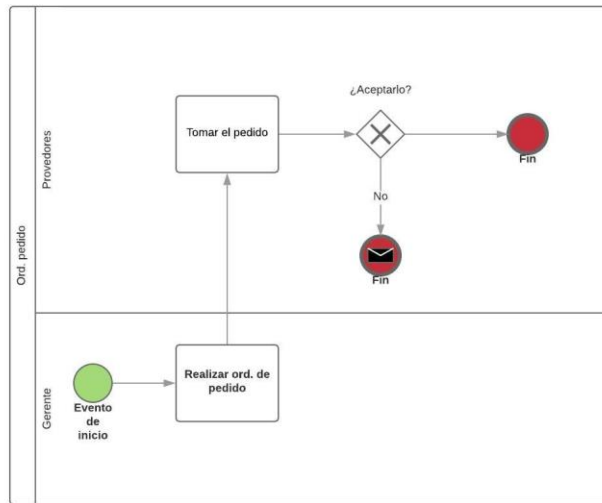 Ord. pedido
Provedores
¿Aceptarlo?
Tomar el pedido
Fin
No
Fin
Gerente
Realizar ord. de
pedido
Evento
de
inicio